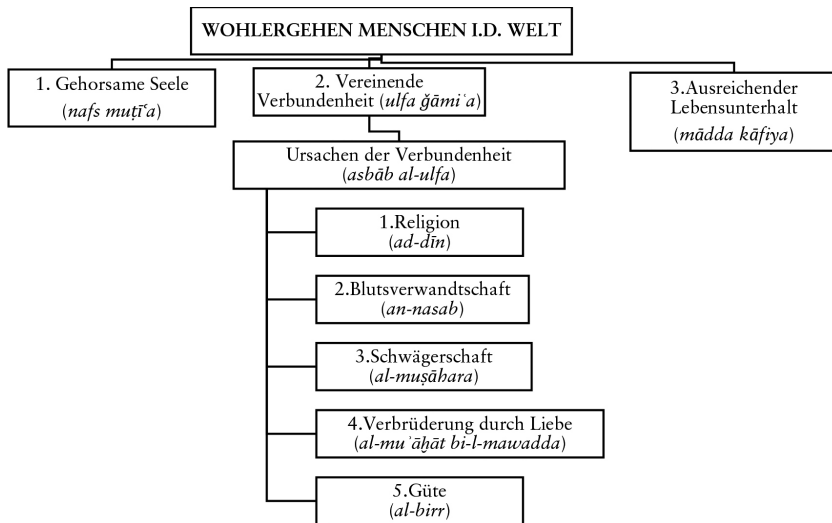 WOHLERGEHEN MENSCHEN I.D. WELT
1. Gehorsame Seele
(nafs muṭīʿa)
2. Vereinende
Verbundenheit (ulfa ǧāmiʿa)
3.Ausreichender
Lebensunterhalt
(mādda kāfiya)
Ursachen der Verbundenheit
(asbāb al-ulfa)
1.Religion
(ad-dīn)
2.Blutsverwandtschaft
(an-nasab)
3.Schwägerschaft
(al-muṣāhara)
4.Verbrüderung durch Liebe
(al-muʾāḫāt bi-l-mawadda)
5.Güte
(al-birr)